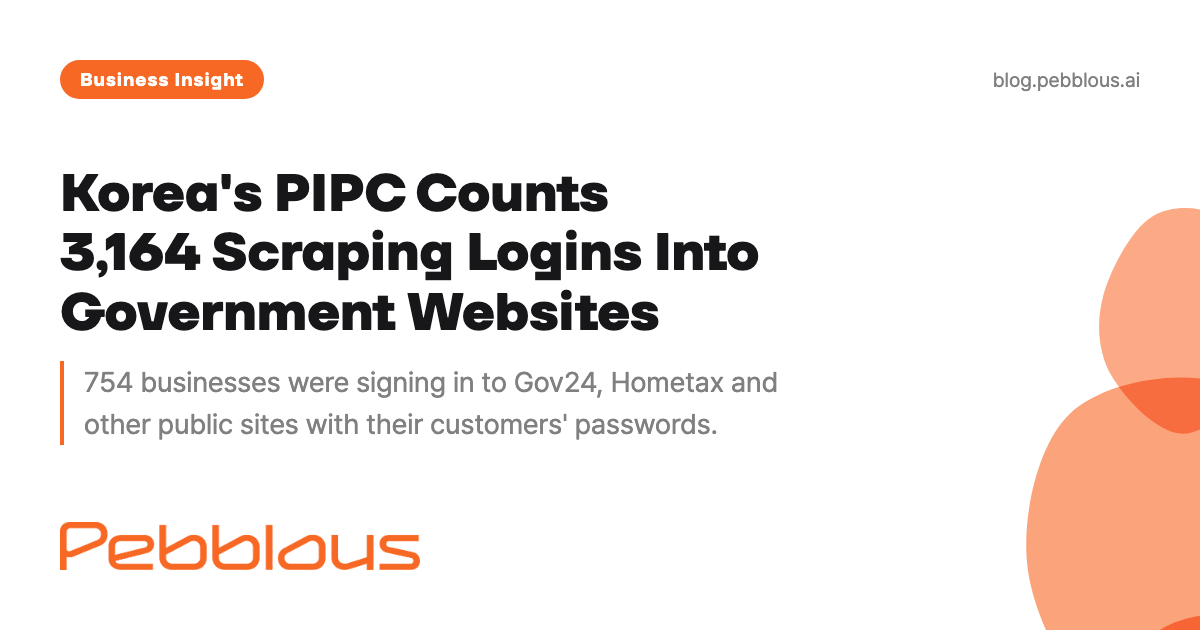 Business Insight
blog.pebblous.ai
Korea's PIPC Counts
3,164 Scraping Logins Into
Government Websites
754 businesses were signing in to Gov24, Hometax and
other public sites with their customers' passwords.
Pebblous